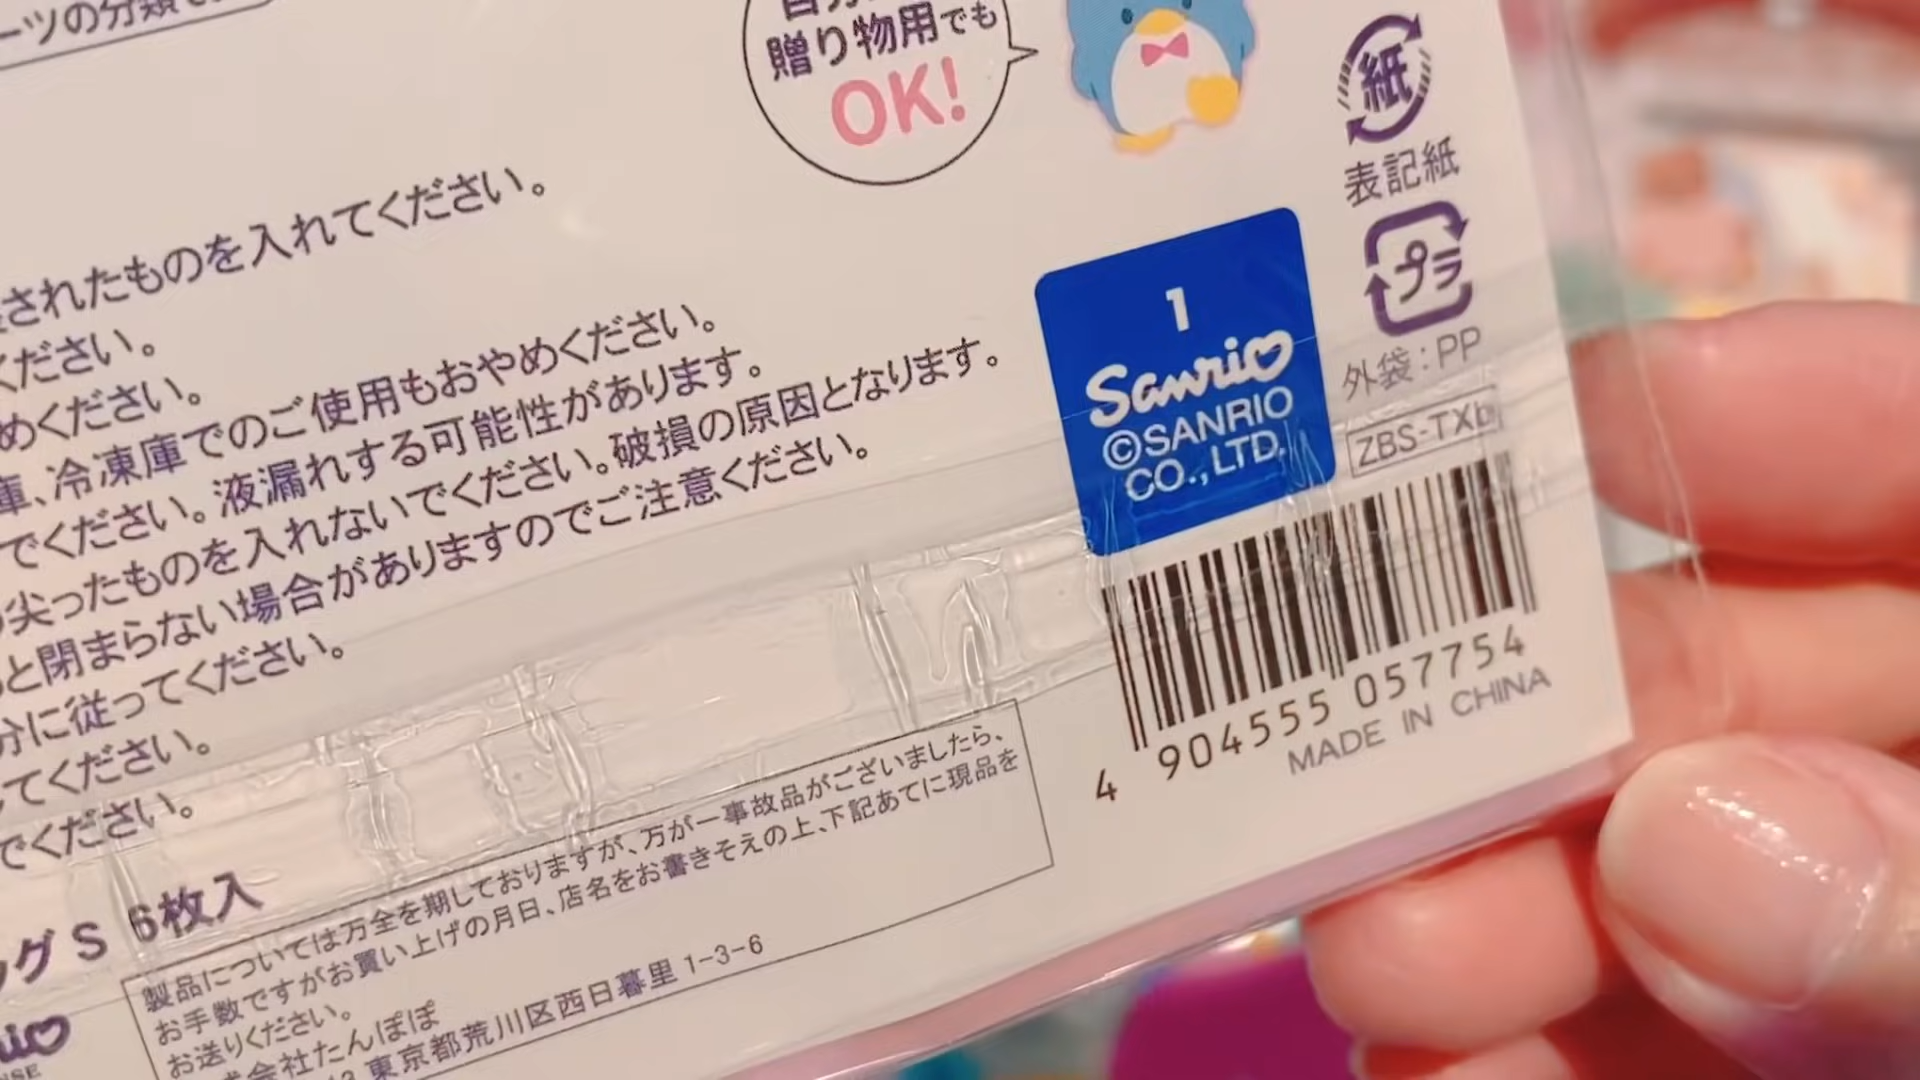 ーツの分類で
贈り物用でも
OK!
紙
表記紙
プラ
外袋:PP
ZBS-TXb
1
Sanrio
©SANRIO
CO.,LTD.
されたものを入れてください。
ください。
めください。
庫、冷凍庫でのご使用もおやめください。
でください。液漏れする可能性があります。
尖ったものを入れないでください。破損の原因となります。
と閉まらない場合がありますのでご注意ください。
分に従ってください。
てください。
でください。
グ S 6枚入
製品については万全を期しておりますが、万が一事故品がございましたら、
お手数ですがお買い上げの月日、店名をお書きそえの上、下記あてに現品を
お送りください。
会社たんぽぽ
東京都荒川区西日暮里 1-3-6
4 904555 057754
MADE IN CHINA